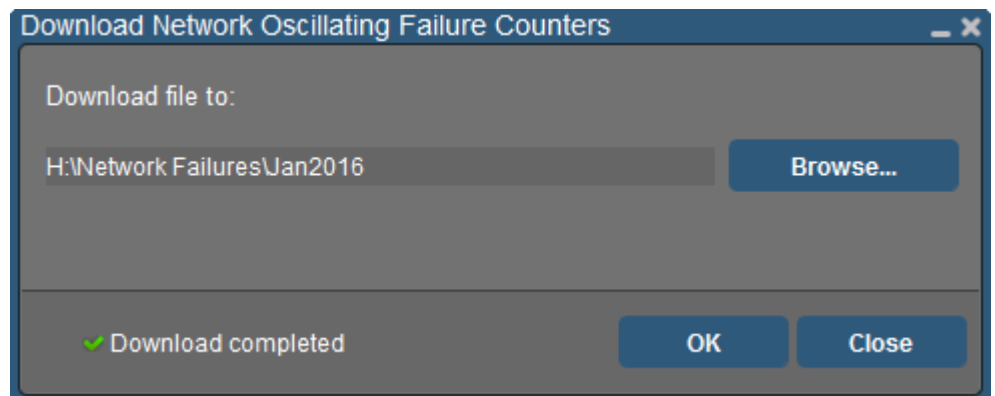 Download Network Oscillating Failure Counters
Download file to:
H:\Network Failures\Jan2016
Browse...
Download completed
OK
Close